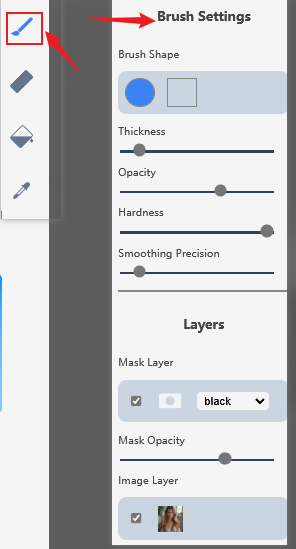 Brush Settings
Brush Shape
Thickness
Opacity
Hardness
Smoothing Precision
Layers
Mask Layer
black
Mask Opacity
Image Layer